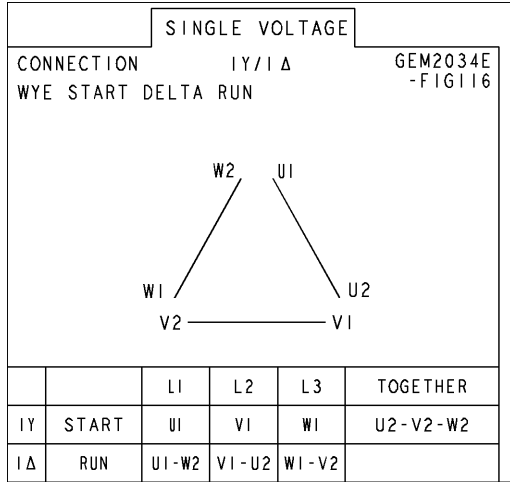 SINGLE VOLTAGE
CONNECTION 1Y/1Δ GEM2034E
-FIG116
WYE START DELTA RUN
W2 U1
W1 U2
V2 V1
L1 L2 L3 TOGETHER
1Y START U1 V1 W1 U2-V2-W2
1Δ RUN U1-W2 V1-U2 W1-V2